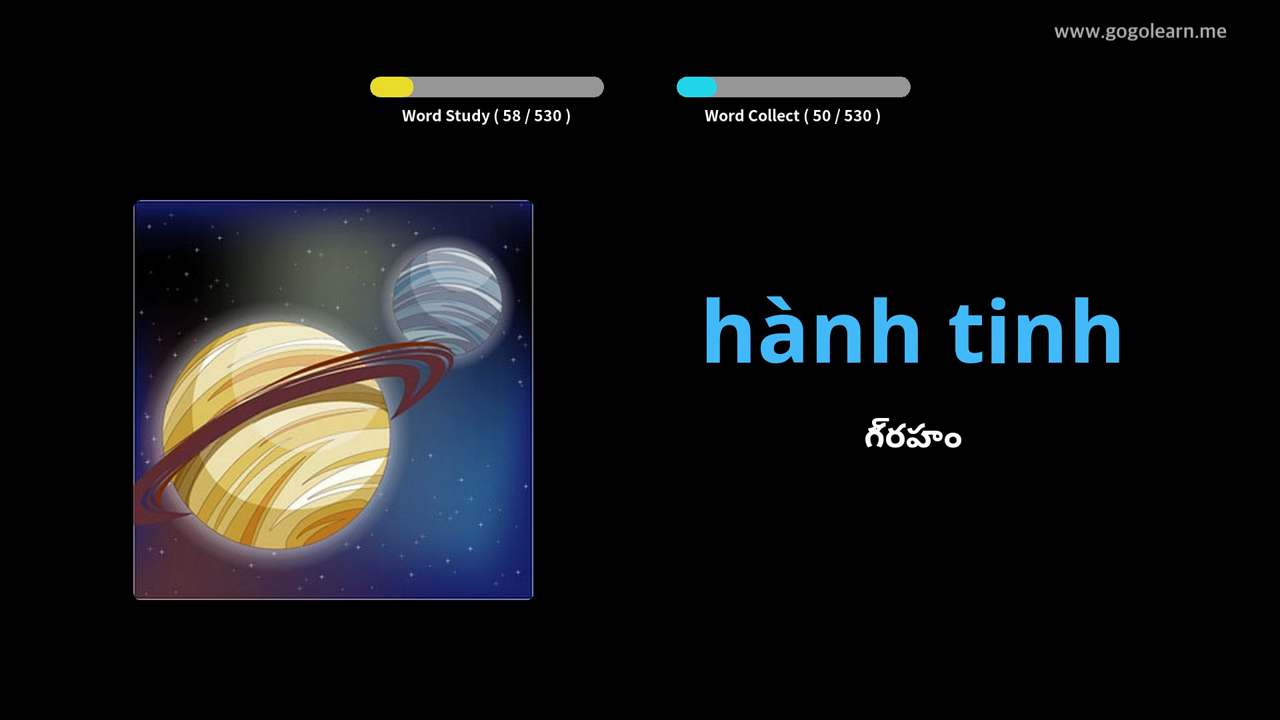 www.gogolearn.me
Word Study ( 58 / 530 )
Word Collect ( 50 / 530 )
hành tinh
గ్రహం